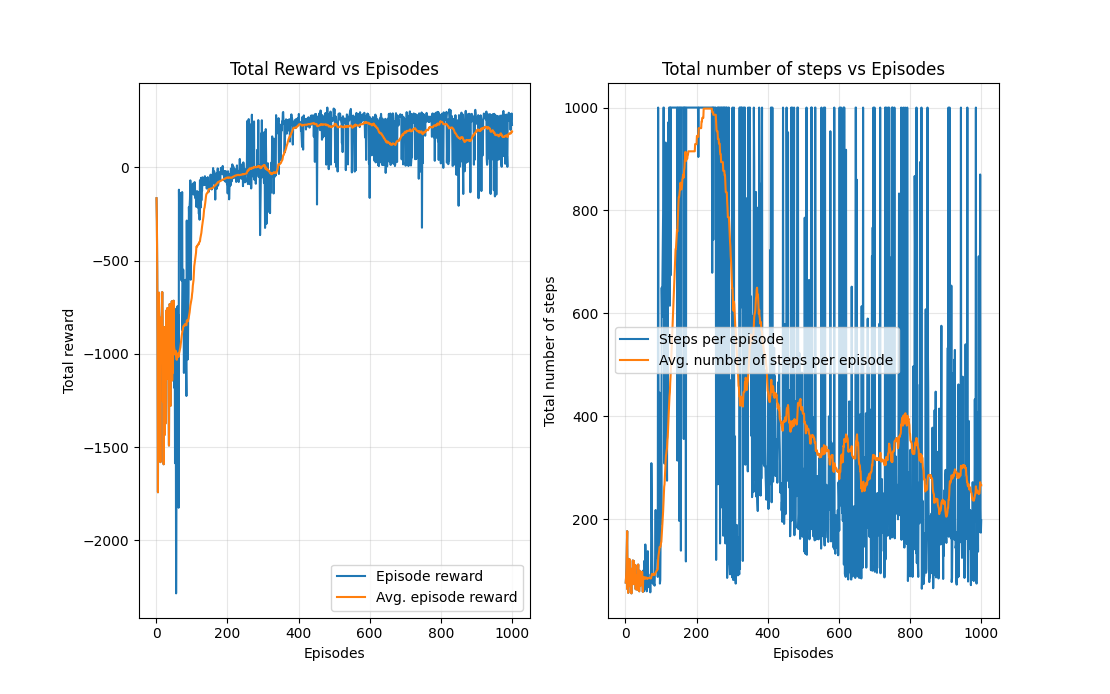 Total Reward vs Episodes
Total reward
0
−500
−1000
−1500
−2000
Episode reward
Avg. episode reward
0 200 400 600 800 1000
Episodes
Total number of steps vs Episodes
Total number of steps
1000
800
600
400
200
Steps per episode
Avg. number of steps per episode
0 200 400 600 800 1000
Episodes